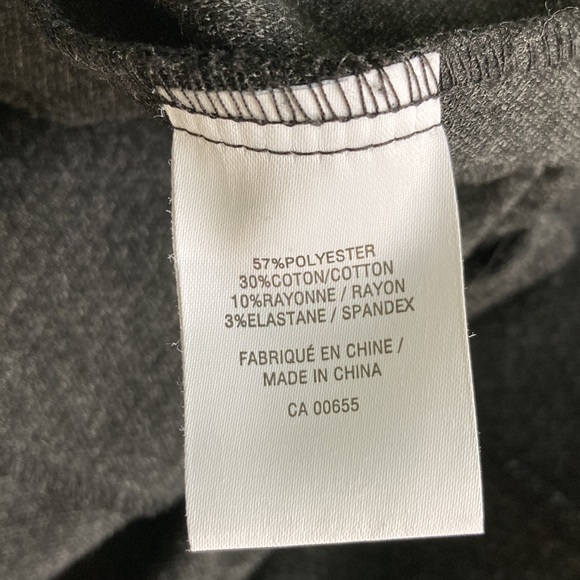 57%POLYESTER
30%COTON/COTTON
10%RAYONNE / RAYON
3%ELASTANE / SPANDEX
FABRIQUÉ EN CHINE /
MADE IN CHINA
CA 00655